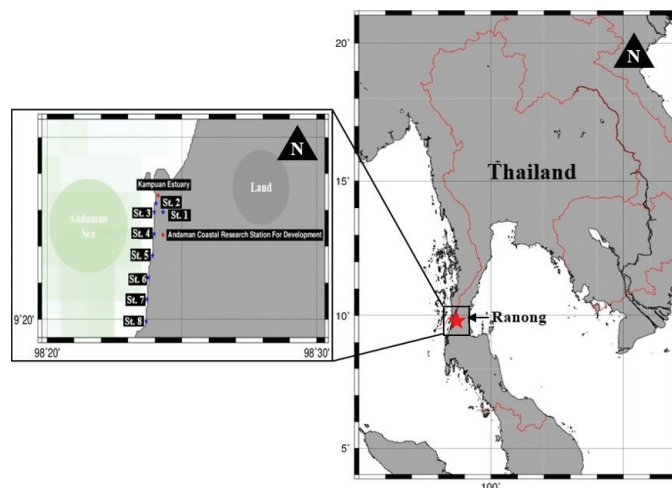 N
Kampuan Estuary
Land
St. 2
St. 3
St. 1
Andaman
Sea
St. 4
Andaman Coastal Research Station For Development
St. 5
St. 6
St. 7
9˚20
St. 8
98˚20'
98˚30'
20˚
N
Thailand
15˚
10˚
Ranong
5˚
100˚